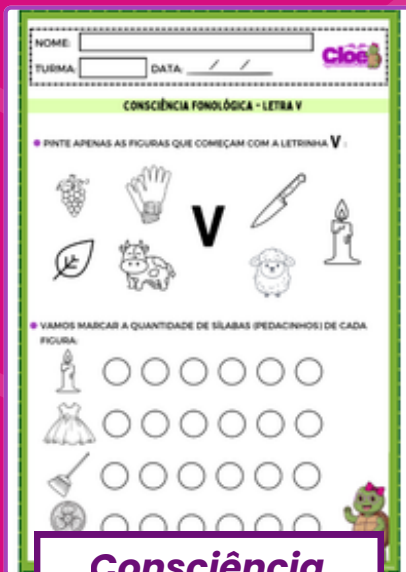 NOME:
TURMA: DATA: / /
Cloe
CONSCIÊNCIA FONOLÓGICA - LETRA V
PINTE APENAS AS FIGURAS QUE COMEÇAM COM A LETRINHA V :
V
VAMOS MARCAR A QUANTIDADE DE SÍLABAS (PEDACINHOS) DE CADA
FIGURA:
Consciência